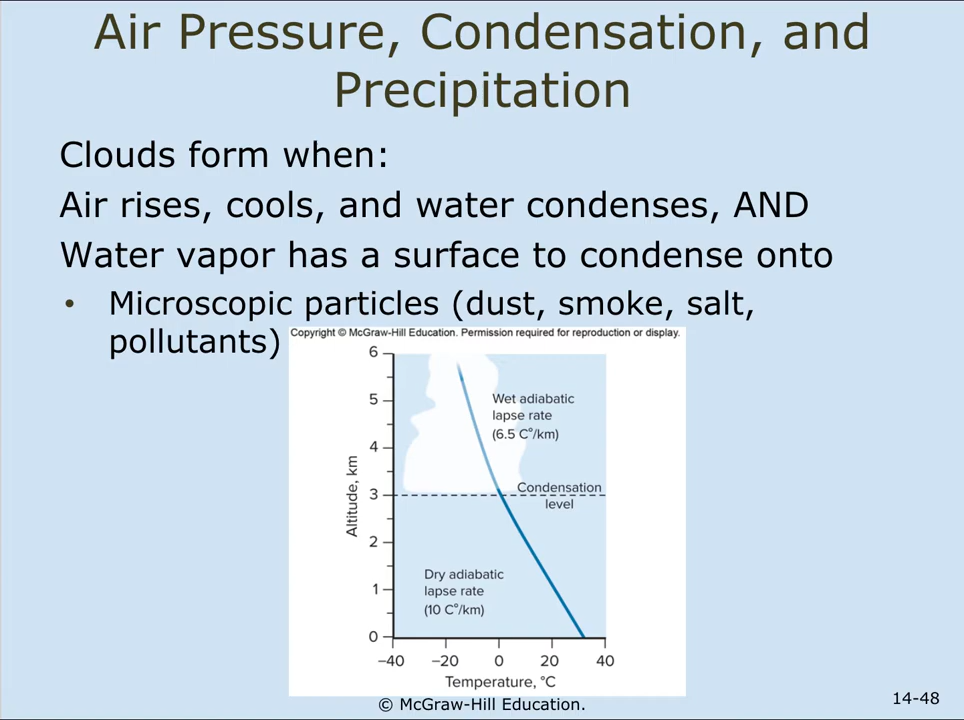 Air Pressure, Condensation, and
Precipitation
Clouds form when:
Air rises, cools, and water condenses, AND
Water vapor has a surface to condense onto
• Microscopic particles (dust, smoke, salt,
pollutants)
Copyright © McGraw-Hill Education. Permission required for reproduction or display.
6
5
4
3
2
1
0
Altitude, km
Wet adiabatic
lapse rate
(6.5 C°/km)
Condensation
level
Dry adiabatic
lapse rate
(10 C°/km)
−40 −20 0 20 40
Temperature, °C
© McGraw-Hill Education.
14-48